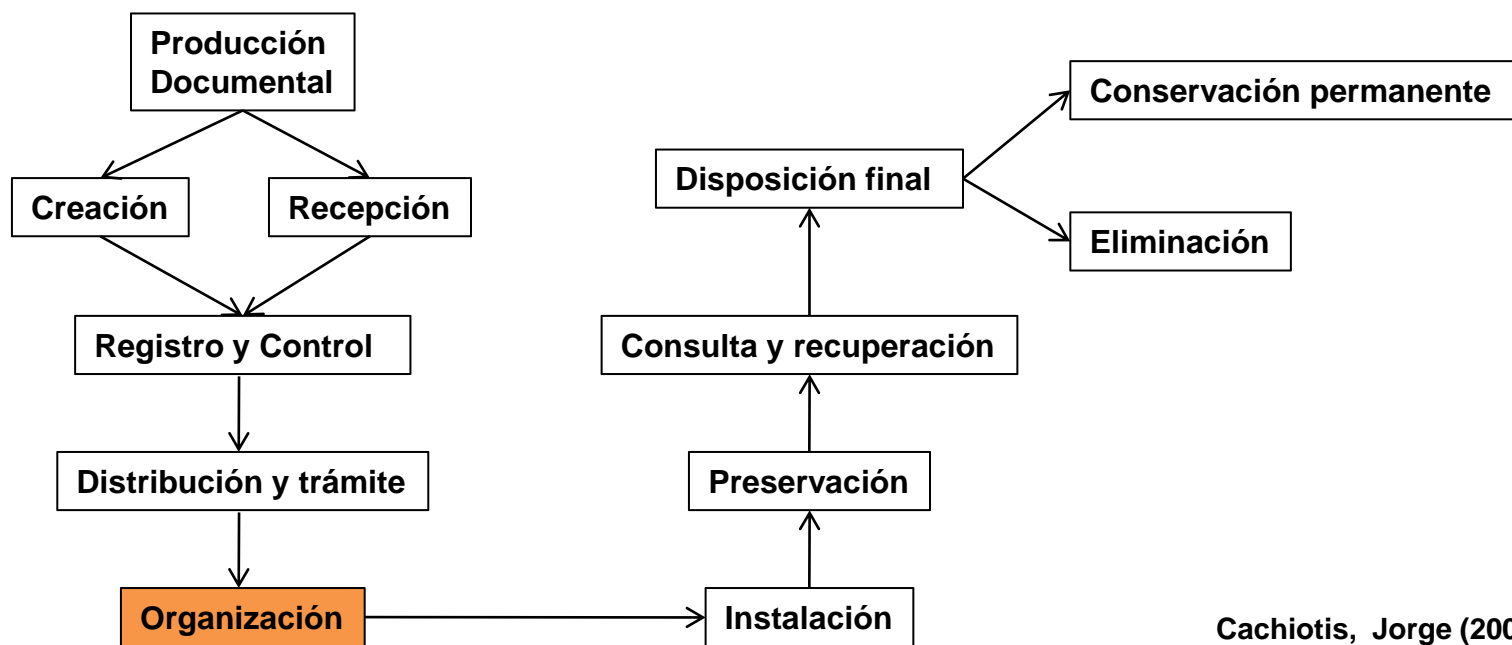 Producción
Documental
Creación
Recepción
Registro y Control
Distribución y trámite
Organización
Instalación
Preservación
Consulta y recuperación
Disposición final
Conservación permanente
Eliminación
Cachiotis, Jorge (200